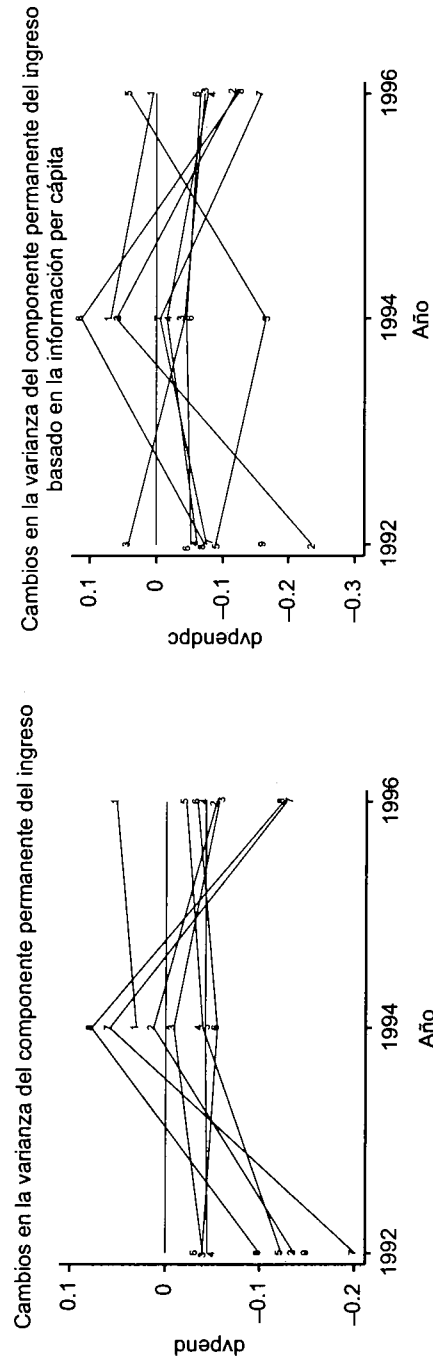 Cambios en la varianza del componente permanente del ingreso
dvpend
0.1
0
−0.1
−0.2
1992
1994
1996
Año
Cambios en la varianza del componente permanente del ingreso
basado en la información per cápita
dvpendpc
0.1
0
−0.1
−0.2
−0.3
1992
1994
1996
Año